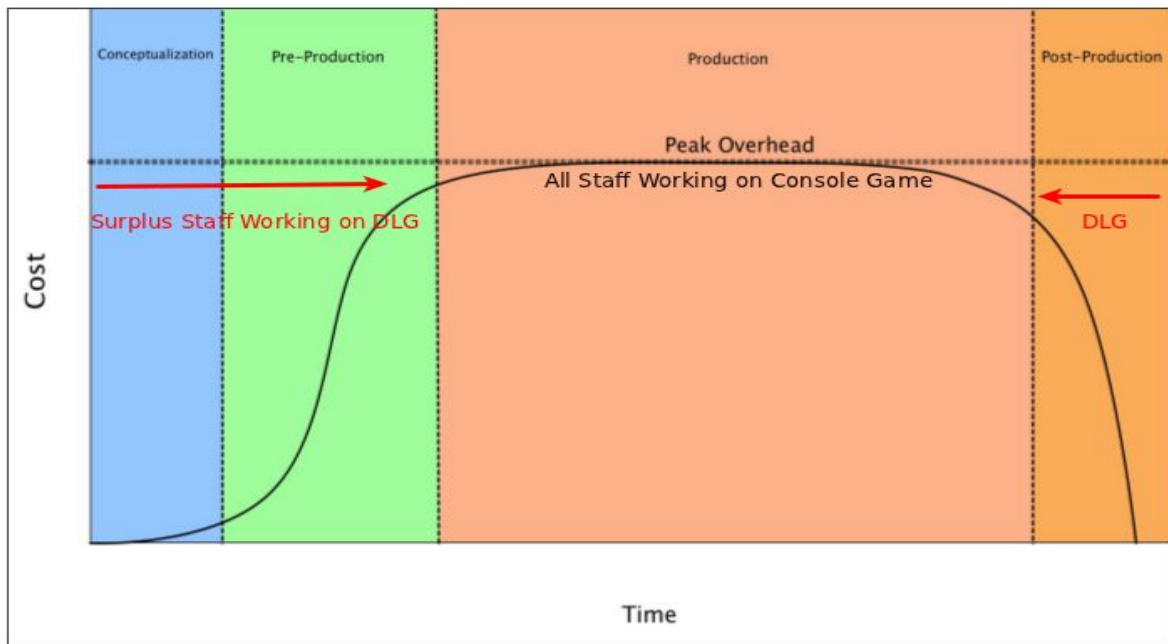 Conceptualization
Pre-Production
Production
Post-Production
Peak Overhead
All Staff Working on Console Game
Surplus Staff Working on DLG
DLG
Cost
Time